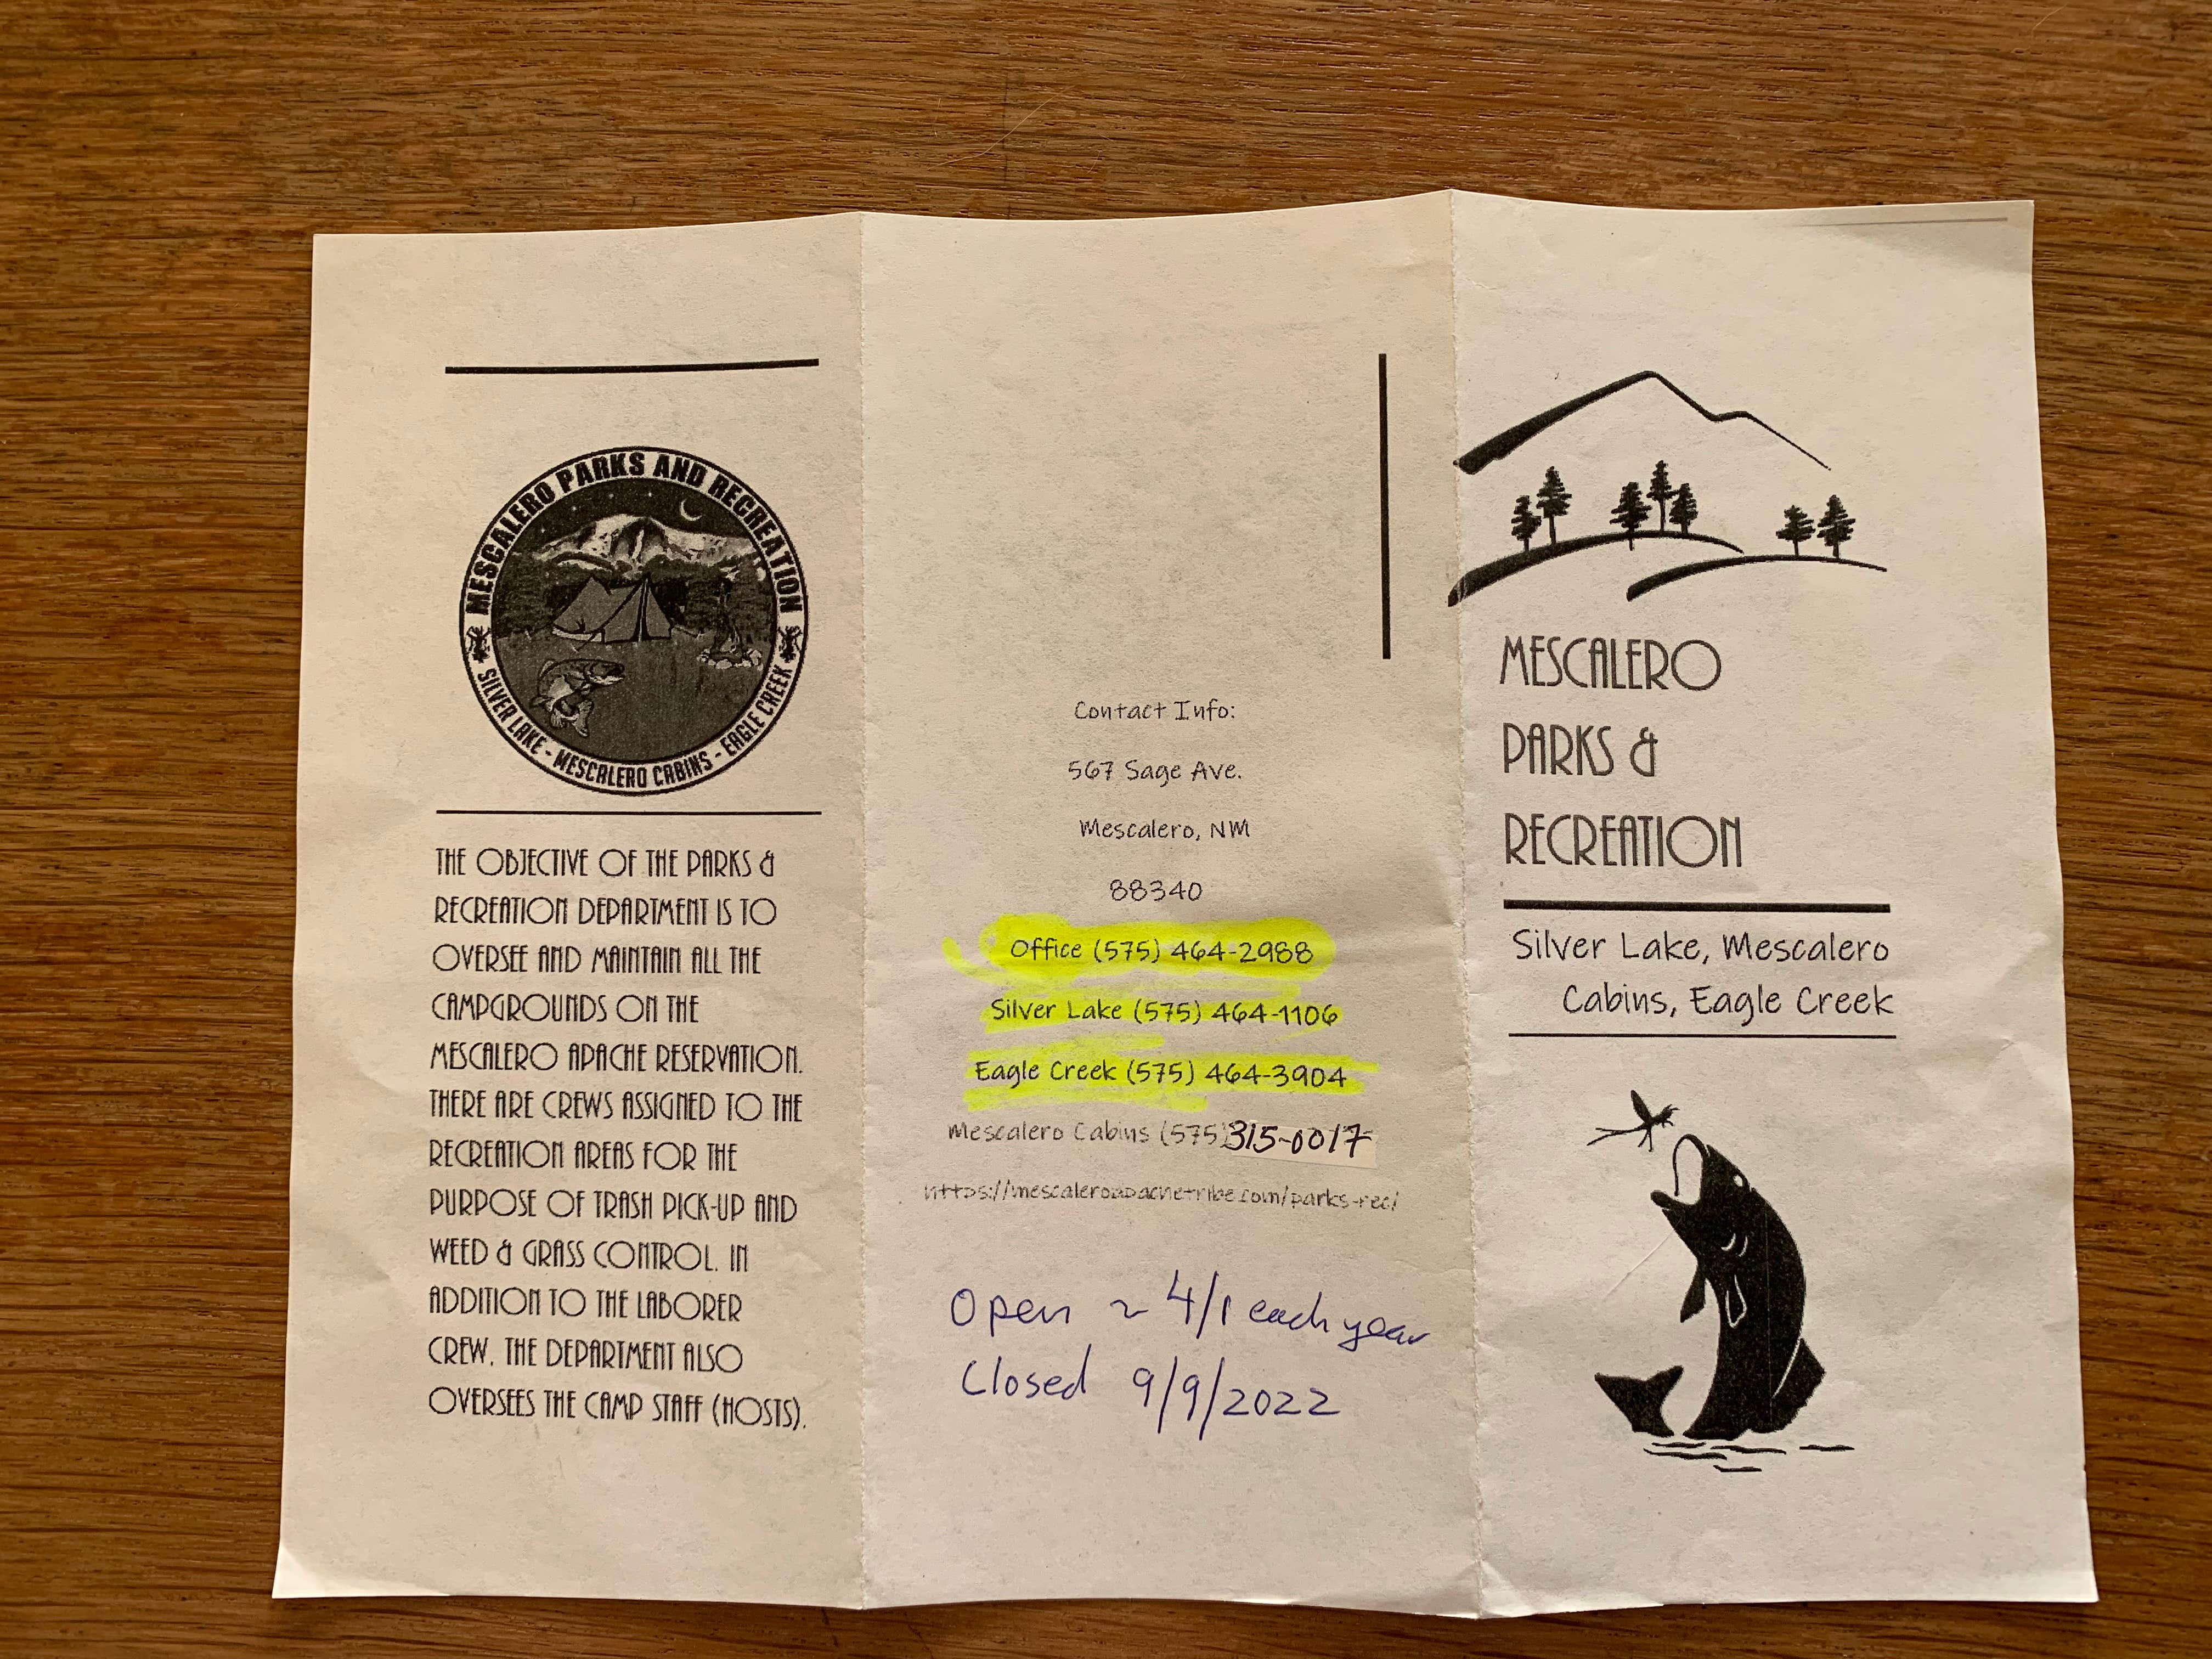 MESCALERO PARKS AND RECREATION
SILVER LAKE - MESCALERO CABINS - EAGLE CREEK
THE OBJECTIVE OF THE PARKS &
RECREATION DEPARTMENT IS TO
OVERSEE AND MAINTAIN ALL THE
CAMPGROUNDS ON THE
MESCALERO APACHE RESERVATION.
THERE ARE CREWS ASSIGNED TO THE
RECREATION AREAS FOR THE
PURPOSE OF TRASH PICK-UP AND
WEED & GRASS CONTROL. IN
ADDITION TO THE LABORER
CREW, THE DEPARTMENT ALSO
OVERSEES THE CAMP STAFF (HOSTS).
Contact Info:
567 Sage Ave.
Mescalero, NM
88340
Office (575) 464-2988
Silver Lake (575) 464-1106
Eagle Creek (575) 464-3904
Mescalero Cabins (575) 315-0017
https://mescaleroapachetribe.com/parks-rec/
Open ~ 4/1 each year
Closed 9/9/2022
MESCALERO
PARKS &
RECREATION
Silver Lake, Mescalero
Cabins, Eagle Creek